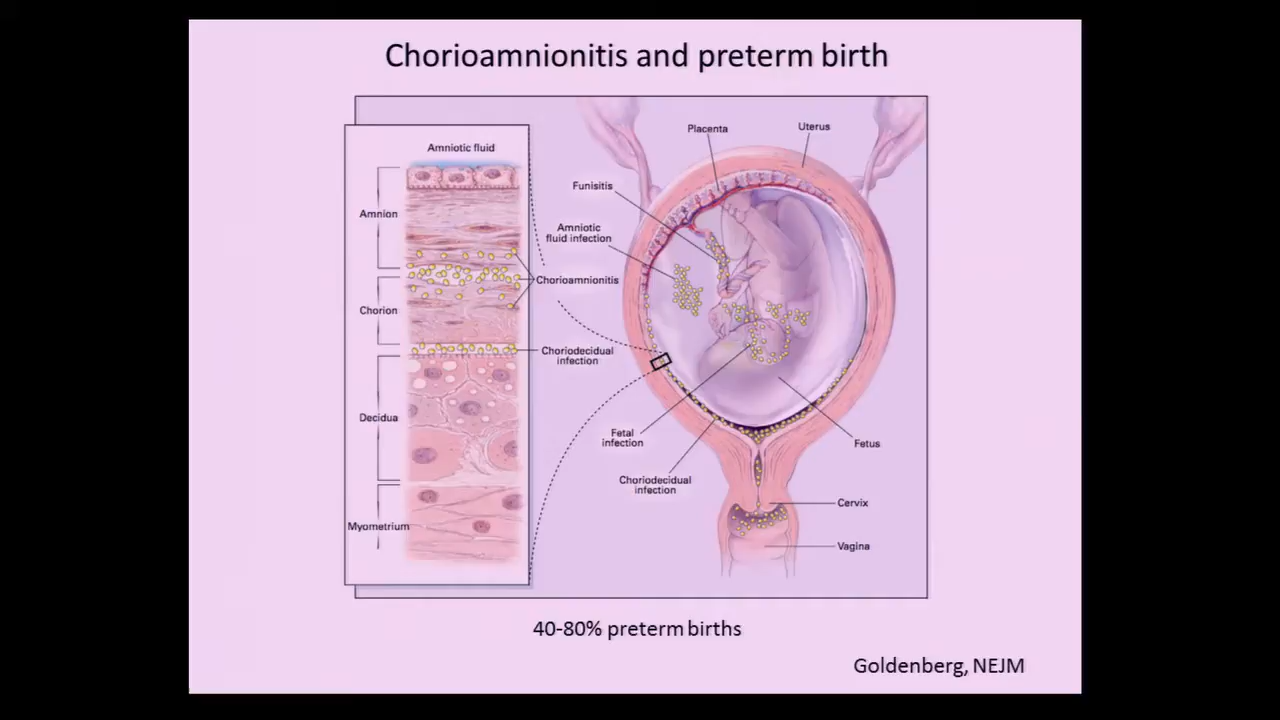 Chorioamnionitis and preterm birth
Amniotic fluid
Amnion
Chorion
Decidua
Myometrium
Chorioamnionitis
Choriodecidual
infection
Placenta
Uterus
Funisitis
Amniotic
fluid infection
Fetal
infection
Choriodecidual
infection
Fetus
Cervix
Vagina
40-80% preterm births
Goldenberg, NEJM